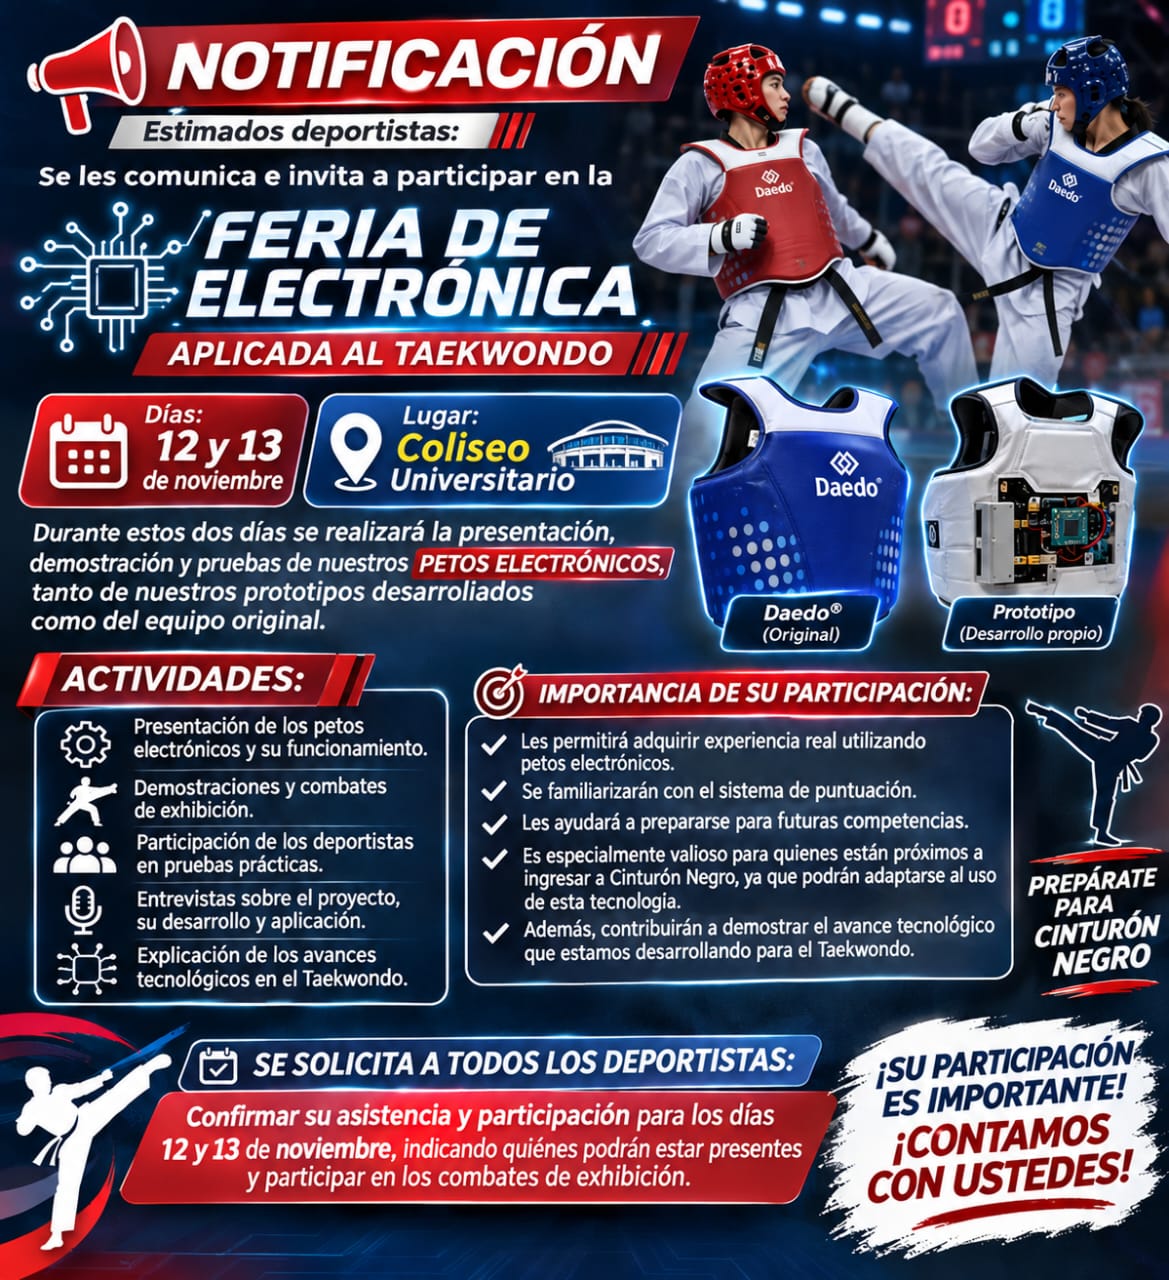 NOTIFICACIÓN
Estimados deportistas:
Se les comunica e invita a participar en la
FERIA DE
ELECTRÓNICA
APLICADA AL TAEKWONDO
0 0
Daedo
Daedo
Días:
12 y 13
de noviembre
Lugar:
Coliseo
Universitario
Durante estos dos días se realizará la presentación,
demostración y pruebas de nuestros PETOS ELECTRÓNICOS,
tanto de nuestros prototipos desarroliados
como del equipo original.
Daedo
Daedo®
(Original)
Prototipo
(Desarrollo propio)
ACTIVIDADES:
Presentación de los petos
electrónicos y su funcionamiento.
Demostraciones y combates
de exhibición.
Participación de los deportistas
en pruebas prácticas.
Entrevistas sobre el proyecto,
su desarrollo y aplicación.
Explicación de los avances
tecnológicos en el Taekwondo.
IMPORTANCIA DE SU PARTICIPACIÓN:
Les permitirá adquirir experiencia real utilizando
petos electrónicos.
Se familiarizarán con el sistema de puntuación.
Les ayudará a prepararse para futuras competencias.
Es especialmente valioso para quienes están próximos a
ingresar a Cinturón Negro, ya que podrán adaptarse al uso
de esta tecnologia.
Además, contribuirán a demostrar el avance tecnológico
que estamos desarrollando para el Taekwondo.
PREPÁRATE
PARA
CINTURÓN
NEGRO
SE SOLICITA A TODOS LOS DEPORTISTAS:
Confirmar su asistencia y participación para los días
12 y 13 de noviembre, indicando quiénes podrán estar presentes
y participar en los combates de exhibición.
¡SU PARTICIPACIÓN
ES IMPORTANTE!
¡CONTAMOS
CON USTEDES!